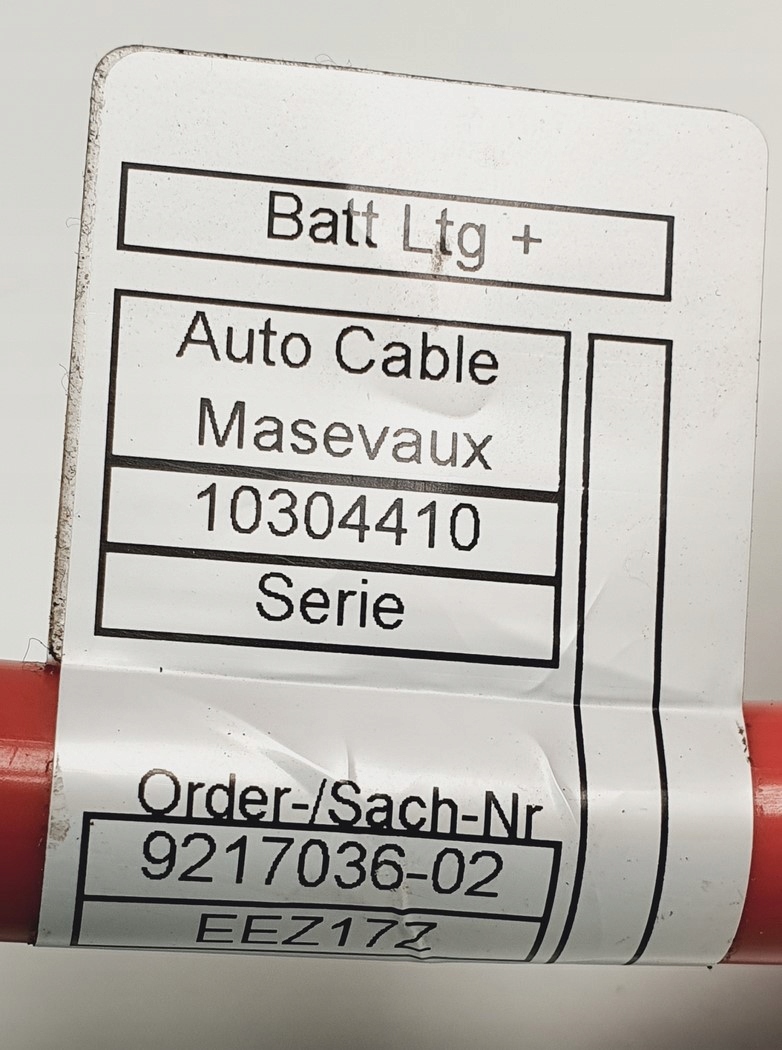 Batt Ltg +
Auto Cable
Masevaux
10304410
Serie
Order-/Sach-Nr
9217036-02
EEZ17Z